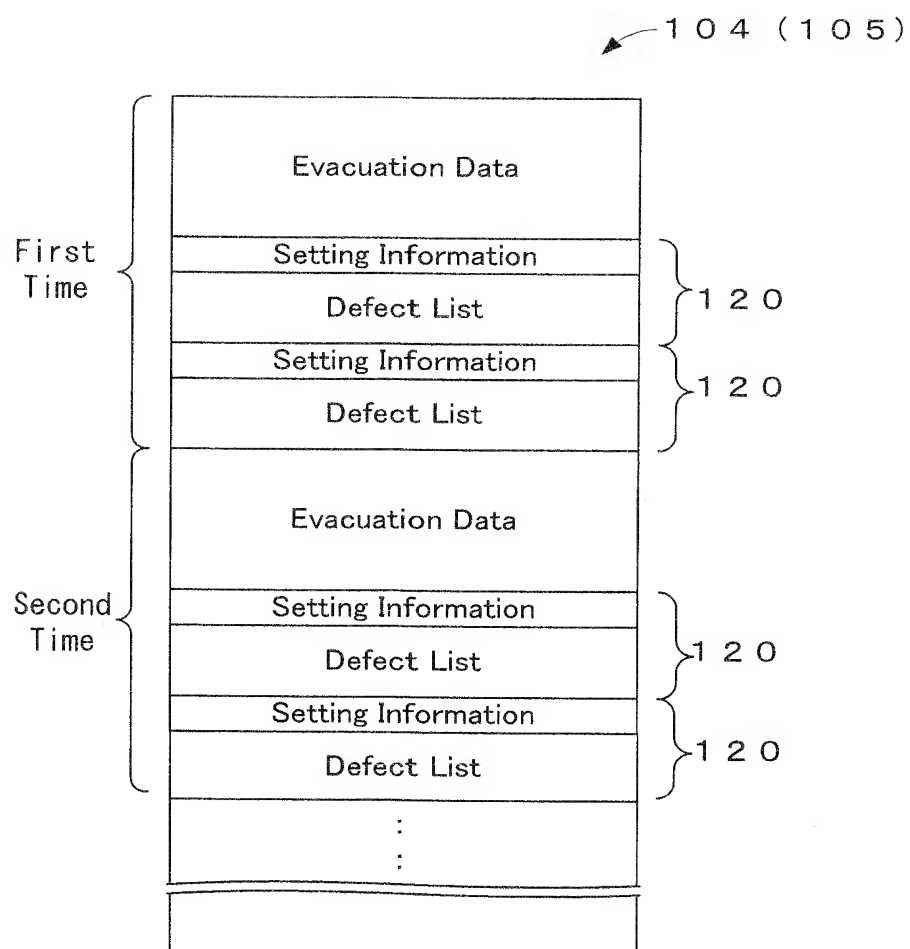 104 (105)
Evacuation Data
First
Time
Setting Information
Defect List
120
Setting Information
Defect List
120
Evacuation Data
Second
Time
Setting Information
Defect List
120
Setting Information
Defect List
120
:
: